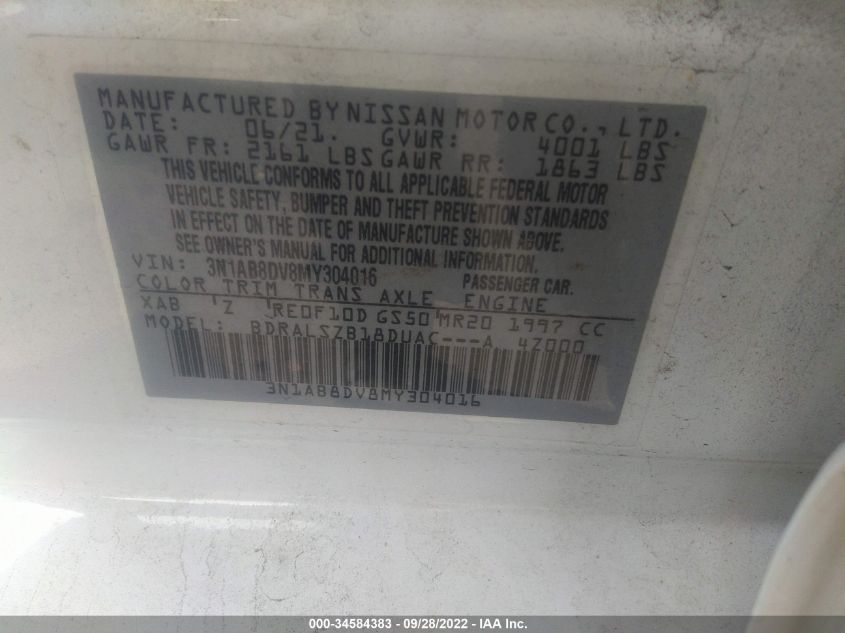 MANUFACTURED BY NISSAN MOTOR CO., LTD.
DATE: 06/21. GVWR: 4001 LBS
GAWR FR: 2161 LBS GAWR RR: 1863 LBS
THIS VEHICLE CONFORMS TO ALL APPLICABLE FEDERAL MOTOR
VEHICLE SAFETY, BUMPER AND THEFT PREVENTION STANDARDS
IN EFFECT ON THE DATE OF MANUFACTURE SHOWN ABOVE.
SEE OWNER'S MANUAL FOR ADDITIONAL INFORMATION.
VIN: 3N1AB8DV8MY304016 PASSENGER CAR.
COLOR TRIM TRANS AXLE ENGINE
XAB Z RE0F10D GS50 MR20 1997 CC
MODEL: BDRALSZB18DUAC---A 4Z000
3N1AB8DV8MY304016
000-34584383 / 09/28/2022 - IAA Inc.